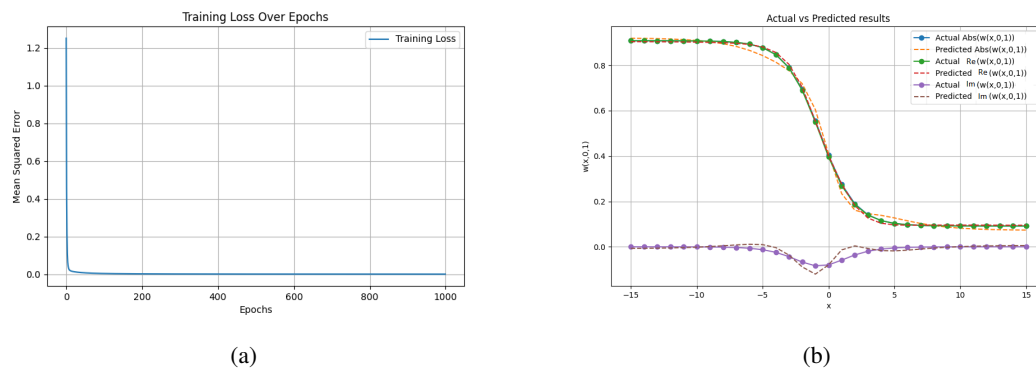 Training Loss Over Epochs
Training Loss
1.2
1.0
0.8
0.6
0.4
0.2
0.0
Mean Squared Error
0
200
400
600
800
1000
Epochs
(a)
Actual vs Predicted results
Actual Abs(w(x,0,1))
Predicted Abs(w(x,0,1))
Actual Re(w(x,0,1))
Predicted Re(w(x,0,1))
Actual Im(w(x,0,1))
Predicted Im(w(x,0,1))
0.8
0.6
0.4
0.2
0.0
w(x,0,1)
−15
−10
−5
0
5
10
15
x
(b)